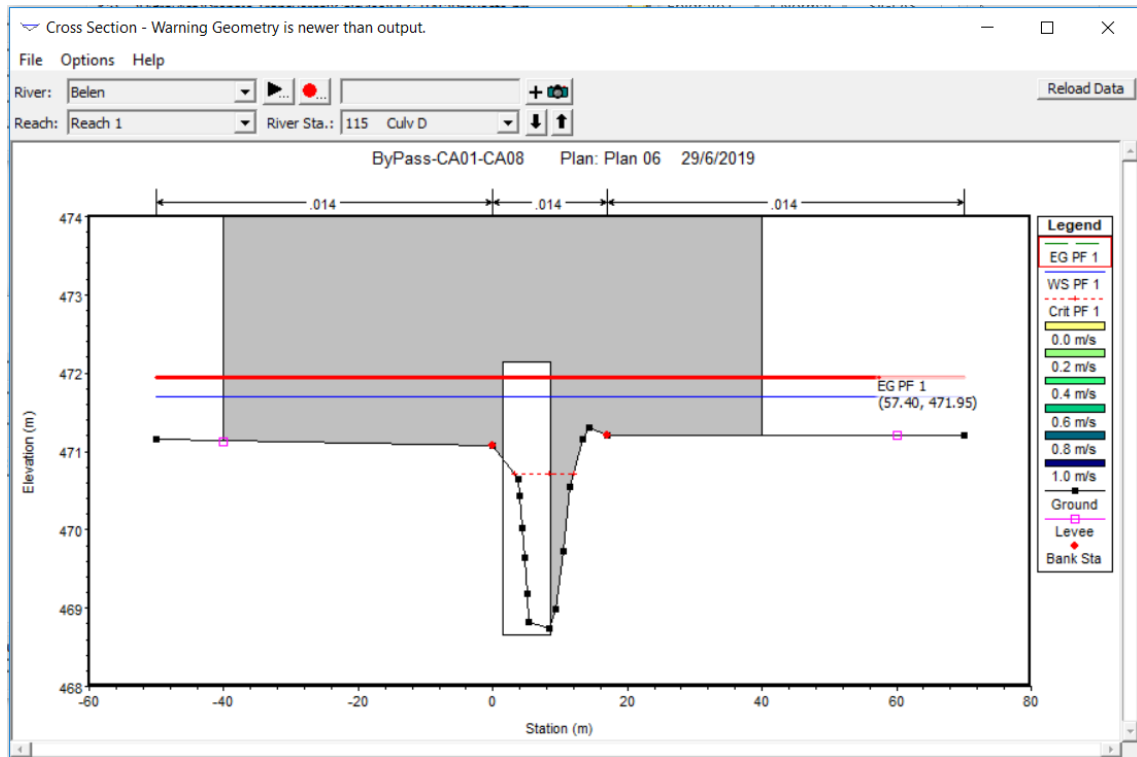 Cross Section - Warning Geometry is newer than output.
File Options Help
River: Belen
Reload Data
Reach: Reach 1 River Sta.: 115 Culv D
ByPass-CA01-CA08 Plan: Plan 06 29/6/2019
.014 .014 .014
474
473
472
471
470
469
468
Elevation (m)
-60 -40 -20 0 20 40 60 80
Station (m)
EG PF 1
(57.40, 471.95)
Legend
EG PF 1
WS PF 1
Crit PF 1
0.0 m/s
0.2 m/s
0.4 m/s
0.6 m/s
0.8 m/s
1.0 m/s
Ground
Levee
Bank Sta